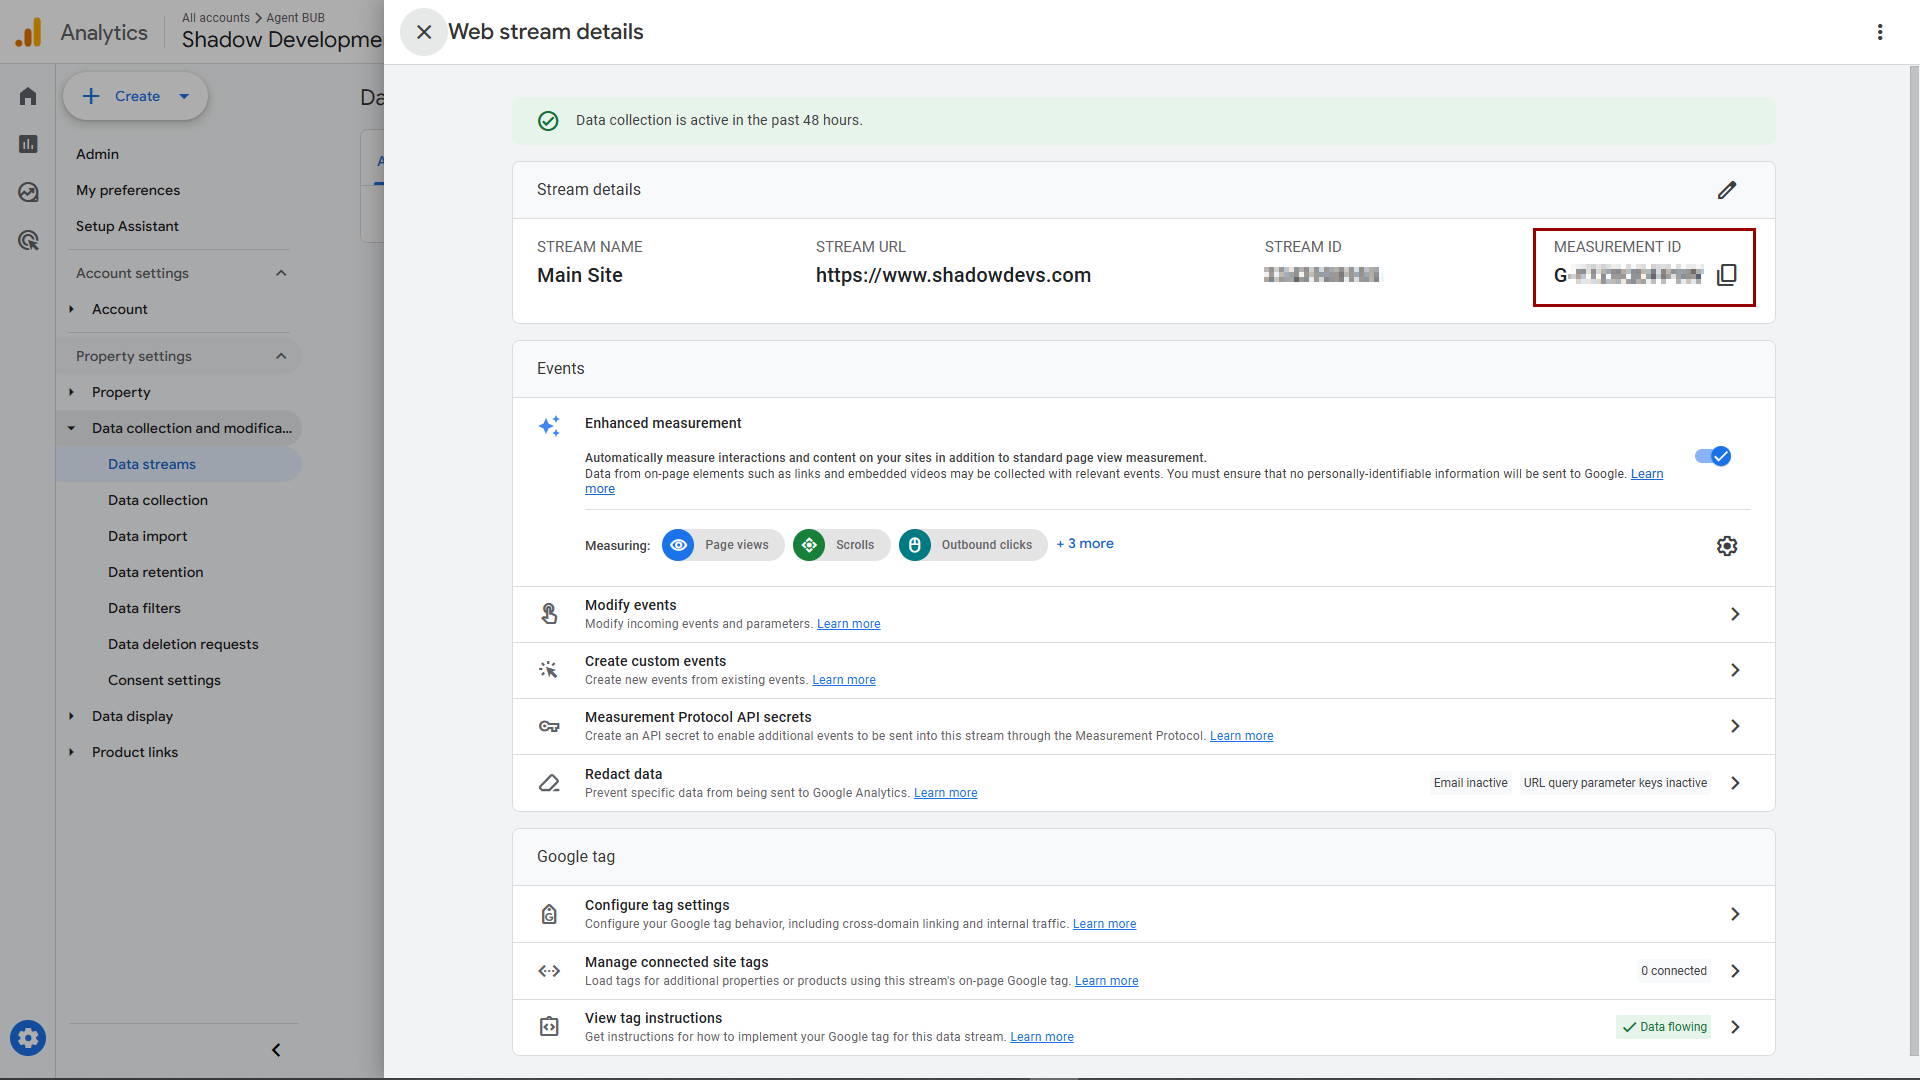 Analytics
All accounts > Agent BUB
Shadow Developme
Web stream details
Create
Admin
My preferences
Setup Assistant
Account settings
Account
Property settings
Property
Data collection and modifica...
Data streams
Data collection
Data import
Data retention
Data filters
Data deletion requests
Consent settings
Data display
Product links
Da
A
Data collection is active in the past 48 hours.
Stream details
STREAM NAME
Main Site
STREAM URL
https://www.shadowdevs.com
STREAM ID
MEASUREMENT ID
G-
Events
Enhanced measurement
Automatically measure interactions and content on your sites in addition to standard page view measurement.
Data from on-page elements such as links and embedded videos may be collected with relevant events. You must ensure that no personally-identifiable information will be sent to Google. Learn
more
Measuring: Page views Scrolls Outbound clicks + 3 more
Modify events
Modify incoming events and parameters. Learn more
Create custom events
Create new events from existing events. Learn more
Measurement Protocol API secrets
Create an API secret to enable additional events to be sent into this stream through the Measurement Protocol. Learn more
Redact data
Prevent specific data from being sent to Google Analytics. Learn more
Email inactive URL query parameter keys inactive
Google tag
Configure tag settings
Configure your Google tag behavior, including cross-domain linking and internal traffic. Learn more
Manage connected site tags
Load tags for additional properties or products using this stream's on-page Google tag. Learn more
0 connected
View tag instructions
Get instructions for how to implement your Google tag for this data stream. Learn more
Data flowing